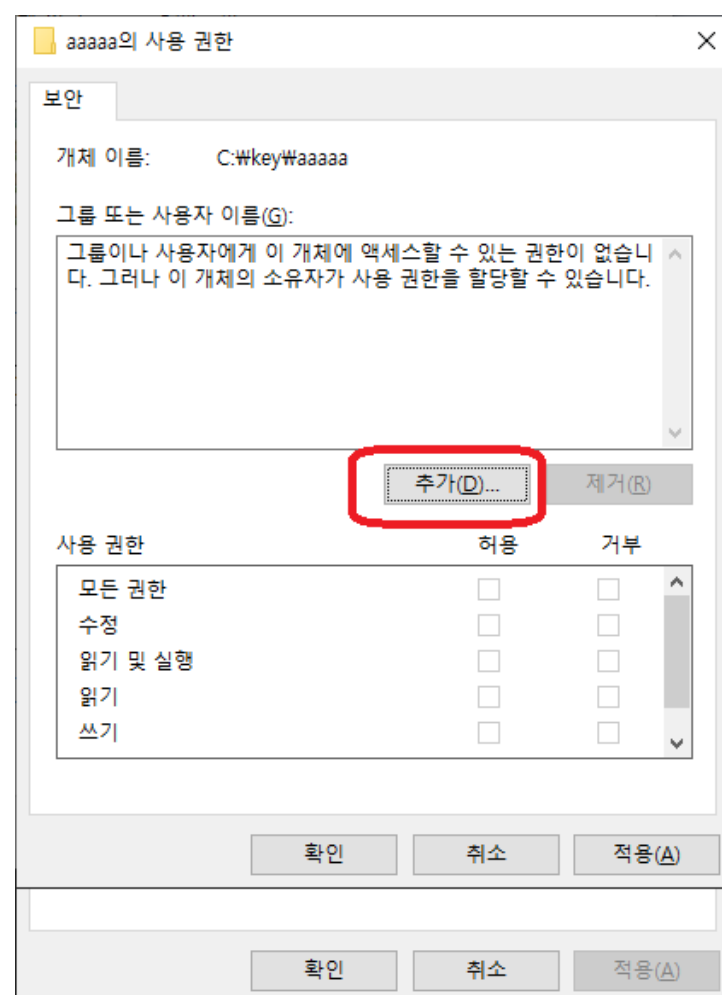 aaaaa의 사용 권한
보안
개체 이름: C:₩key₩aaaaa
그룹 또는 사용자 이름(G):
그룹이나 사용자에게 이 개체에 액세스할 수 있는 권한이 없습니
다. 그러나 이 개체의 소유자가 사용 권한을 할당할 수 있습니다.
추가(D)... 제거(R)
사용 권한 허용 거부
모든 권한
수정
읽기 및 실행
읽기
쓰기
확인 취소 적용(A)
확인 취소 적용(A)